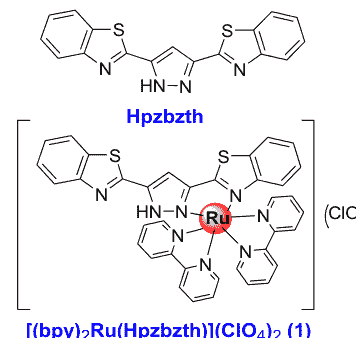 S S
N HN N N
Hpzbzth
S S
N HN N N
Ru N
N N N
(ClO
[(bpy)₂Ru(Hpzbzth)](ClO₄)₂ (1)